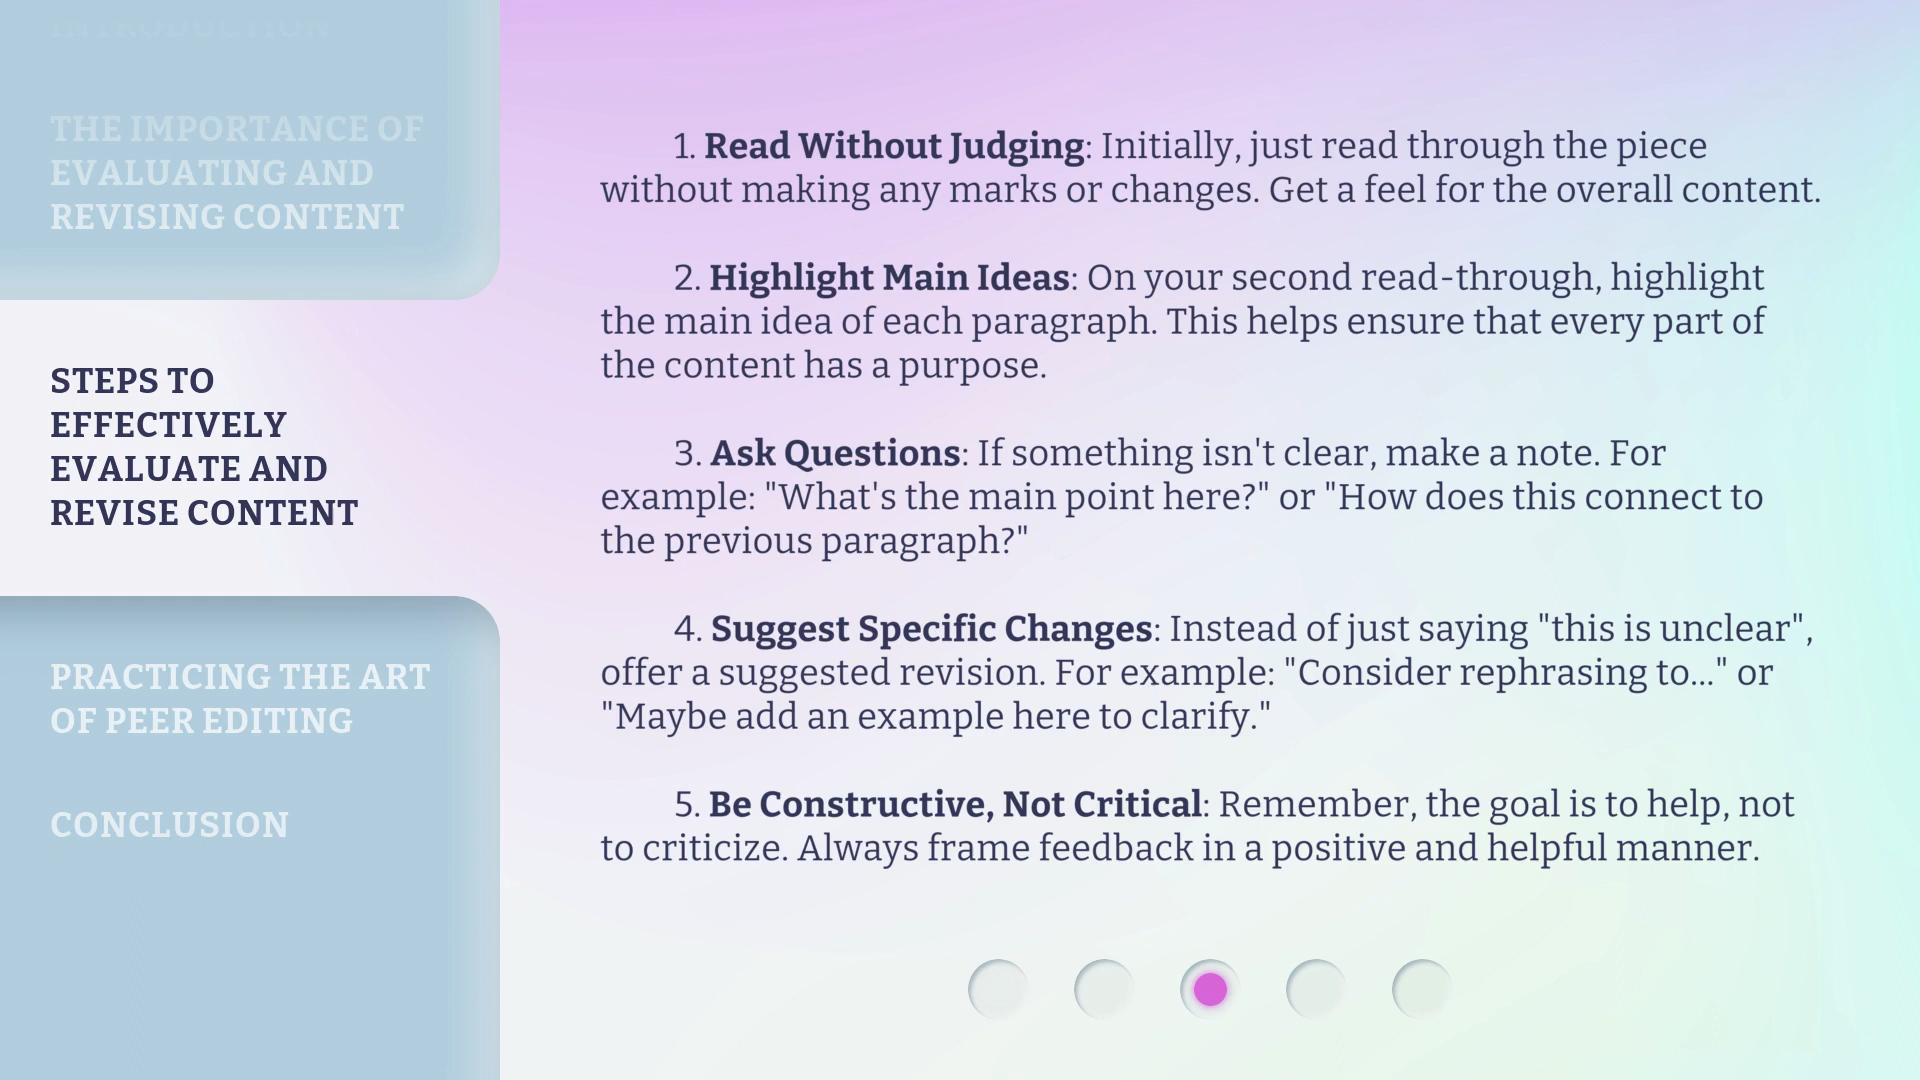 INTRODUCTION
THE IMPORTANCE OF
EVALUATING AND
REVISING CONTENT
STEPS TO
EFFECTIVELY
EVALUATE AND
REVISE CONTENT
PRACTICING THE ART
OF PEER EDITING
CONCLUSION
1. Read Without Judging: Initially, just read through the piece
without making any marks or changes. Get a feel for the overall content.
2. Highlight Main Ideas: On your second read-through, highlight
the main idea of each paragraph. This helps ensure that every part of
the content has a purpose.
3. Ask Questions: If something isn't clear, make a note. For
example: "What's the main point here?" or "How does this connect to
the previous paragraph?"
4. Suggest Specific Changes: Instead of just saying "this is unclear",
offer a suggested revision. For example: "Consider rephrasing to..." or
"Maybe add an example here to clarify."
5. Be Constructive, Not Critical: Remember, the goal is to help, not
to criticize. Always frame feedback in a positive and helpful manner.